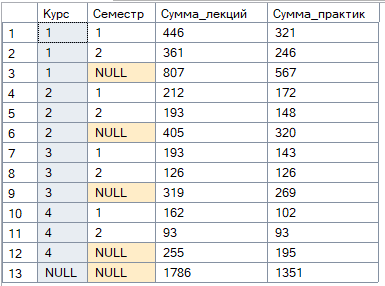 Курс Семестр Сумма_лекций Сумма_практик
1 1 1 446 321
2 1 2 361 246
3 1 NULL 807 567
4 2 1 212 172
5 2 2 193 148
6 2 NULL 405 320
7 3 1 193 143
8 3 2 126 126
9 3 NULL 319 269
10 4 1 162 102
11 4 2 93 93
12 4 NULL 255 195
13 NULL NULL 1786 1351